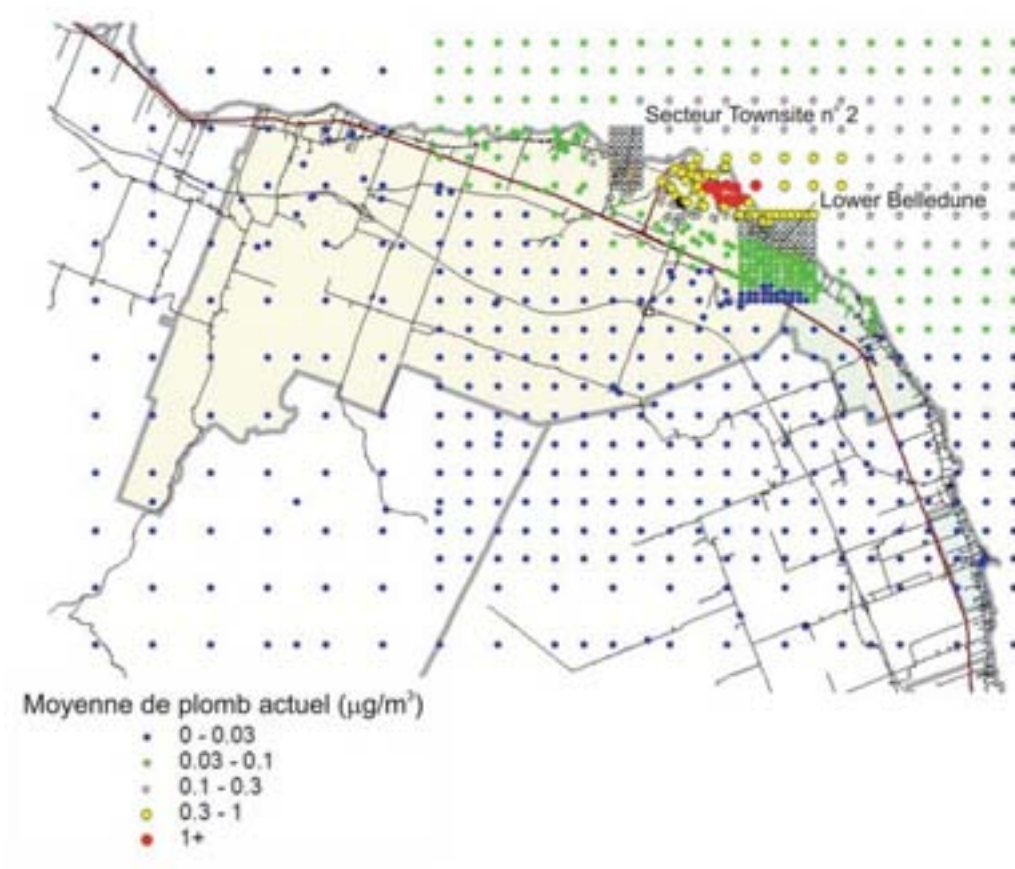 Secteur Townsite n° 2
Lower Belledune
Moyenne de plomb actuel (µg/m³)
0 - 0.03
0.03 - 0.1
0.1 - 0.3
0.3 - 1
1+